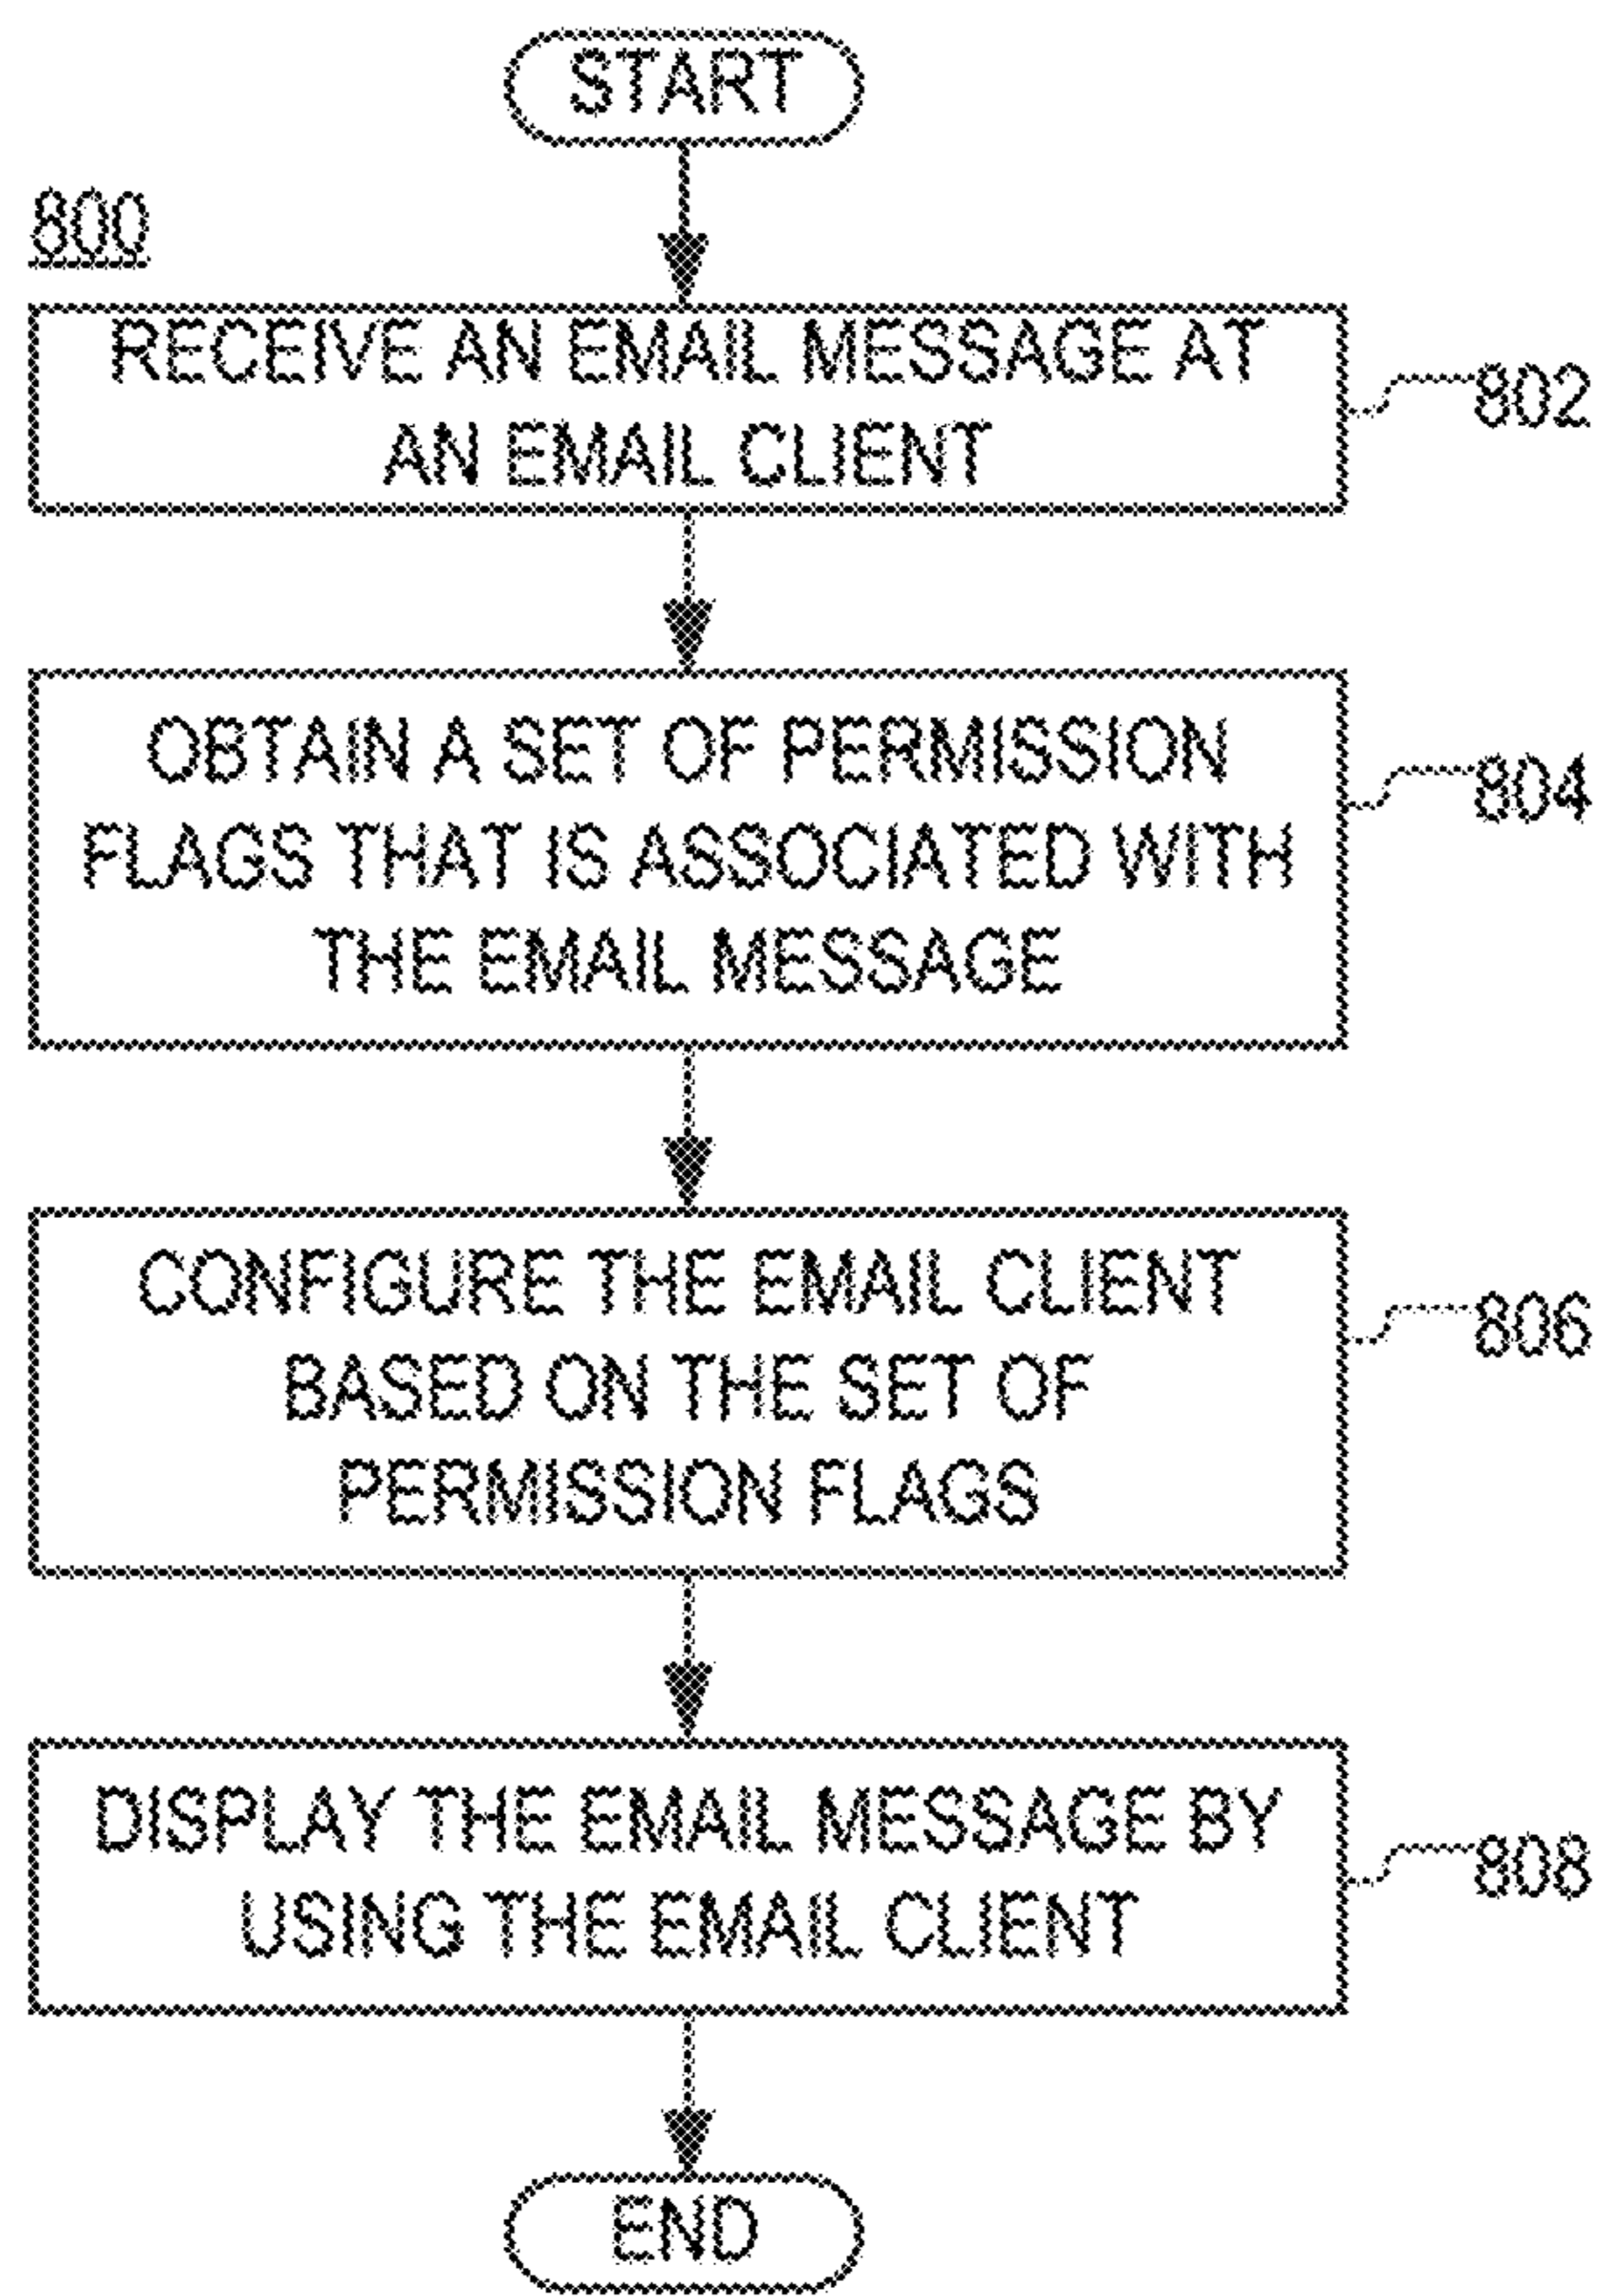 START
800
RECEIVE AN EMAIL MESSAGE AT
AN EMAIL CLIENT
802
OBTAIN A SET OF PERMISSION
FLAGS THAT IS ASSOCIATED WITH
THE EMAIL MESSAGE
804
CONFIGURE THE EMAIL CLIENT
BASED ON THE SET OF
PERMISSION FLAGS
806
DISPLAY THE EMAIL MESSAGE BY
USING THE EMAIL CLIENT
808
END